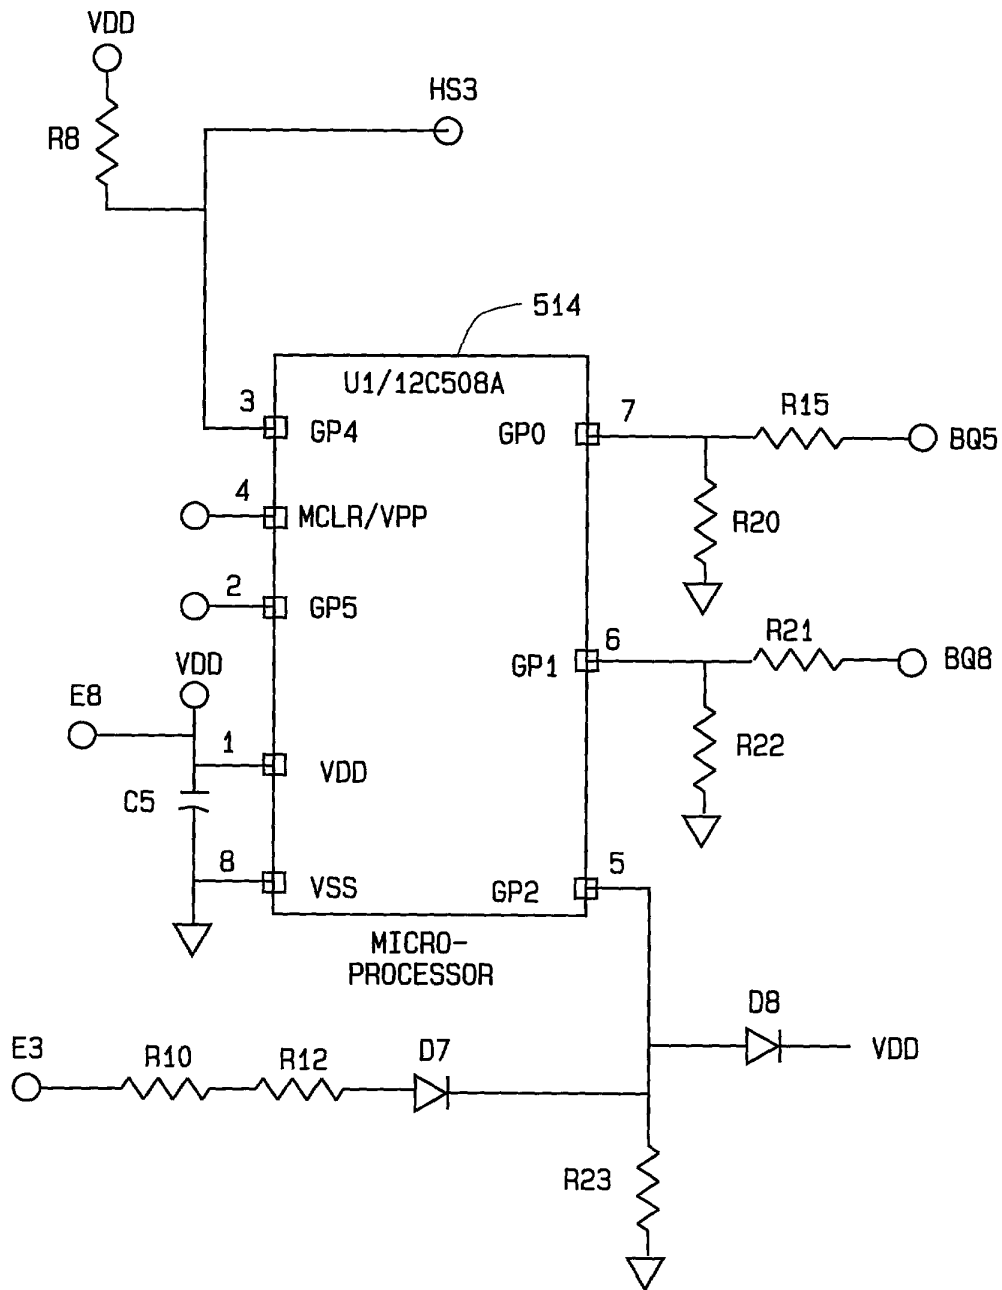 VDD
HS3
R8
514
U1/12C508A
3
GP4
GP0
7
R15
BQ5
4
MCLR/VPP
R20
2
GP5
6
R21
BQ8
GP1
VDD
E8
1
VDD
R22
C5
8
VSS
GP2
5
MICRO-
PROCESSOR
D8
VDD
E3
R10
R12
D7
R23